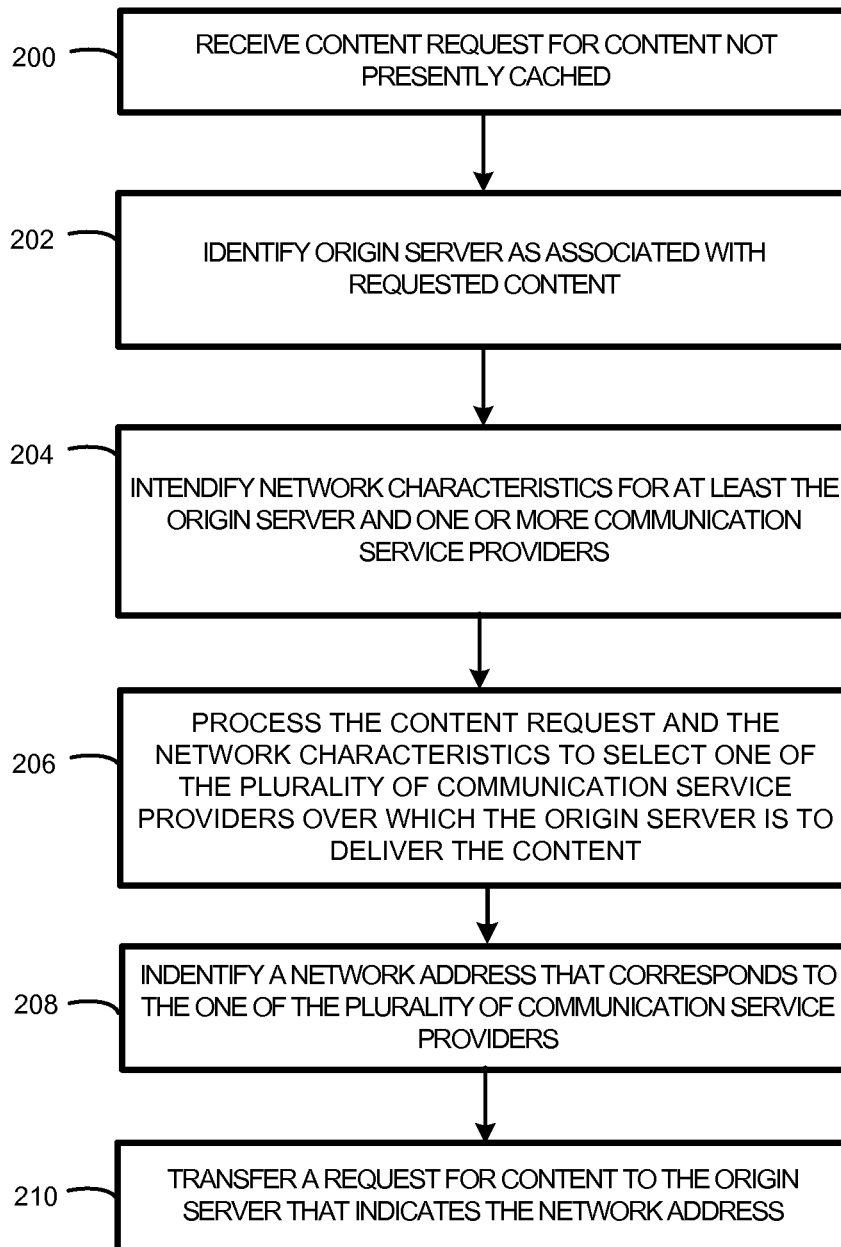 200
RECEIVE CONTENT REQUEST FOR CONTENT NOT
PRESENTLY CACHED
202
IDENTIFY ORIGIN SERVER AS ASSOCIATED WITH
REQUESTED CONTENT
204
INTENDIFY NETWORK CHARACTERISTICS FOR AT LEAST THE
ORIGIN SERVER AND ONE OR MORE COMMUNICATION
SERVICE PROVIDERS
206
PROCESS THE CONTENT REQUEST AND THE
NETWORK CHARACTERISTICS TO SELECT ONE OF
THE PLURALITY OF COMMUNICATION SERVICE
PROVIDERS OVER WHICH THE ORIGIN SERVER IS TO
DELIVER THE CONTENT
208
INDENTIFY A NETWORK ADDRESS THAT CORRESPONDS TO
THE ONE OF THE PLURALITY OF COMMUNICATION SERVICE
PROVIDERS
210
TRANSFER A REQUEST FOR CONTENT TO THE ORIGIN
SERVER THAT INDICATES THE NETWORK ADDRESS